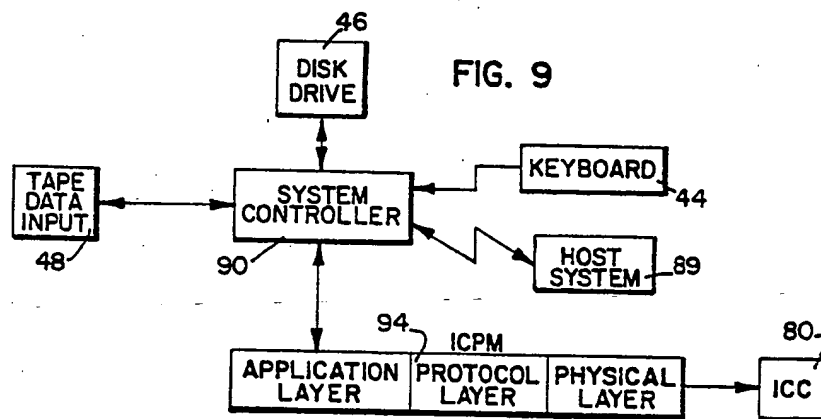 46
DISK
DRIVE
FIG. 9
TAPE
DATA
INPUT
48
SYSTEM
CONTROLLER
90
KEYBOARD
44
HOST
SYSTEM
89
94
ICPM
80
APPLICATION
LAYER
PROTOCOL
LAYER
PHYSICAL
LAYER
ICC